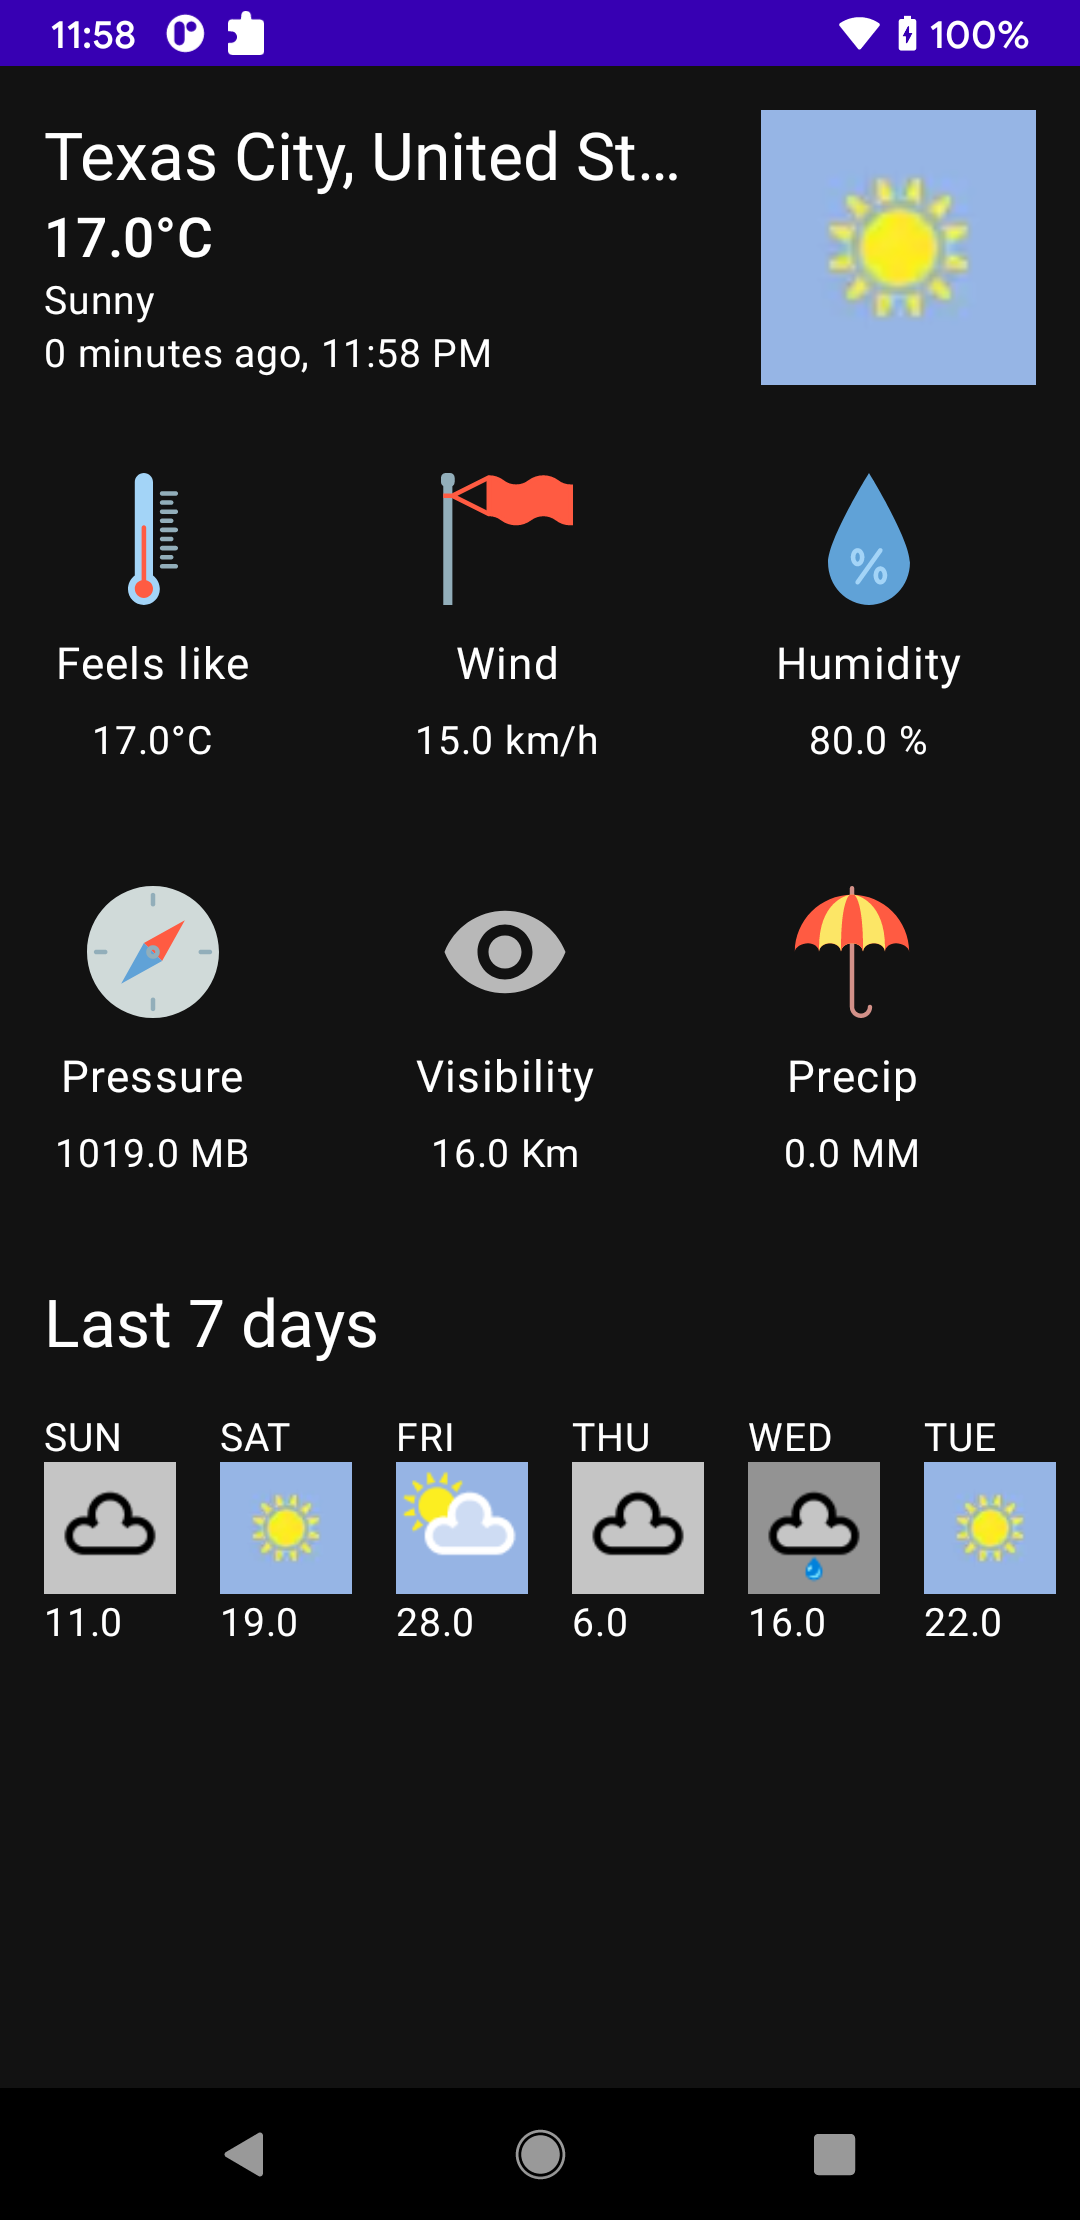 11:58 100%
Texas City, United St...
17.0°C
Sunny
0 minutes ago, 11:58 PM
%
Feels like Wind Humidity
17.0°C 15.0 km/h 80.0 %
Pressure Visibility Precip
1019.0 MB 16.0 Km 0.0 MM
Last 7 days
SUN SAT FRI THU WED TUE
11.0 19.0 28.0 6.0 16.0 22.0